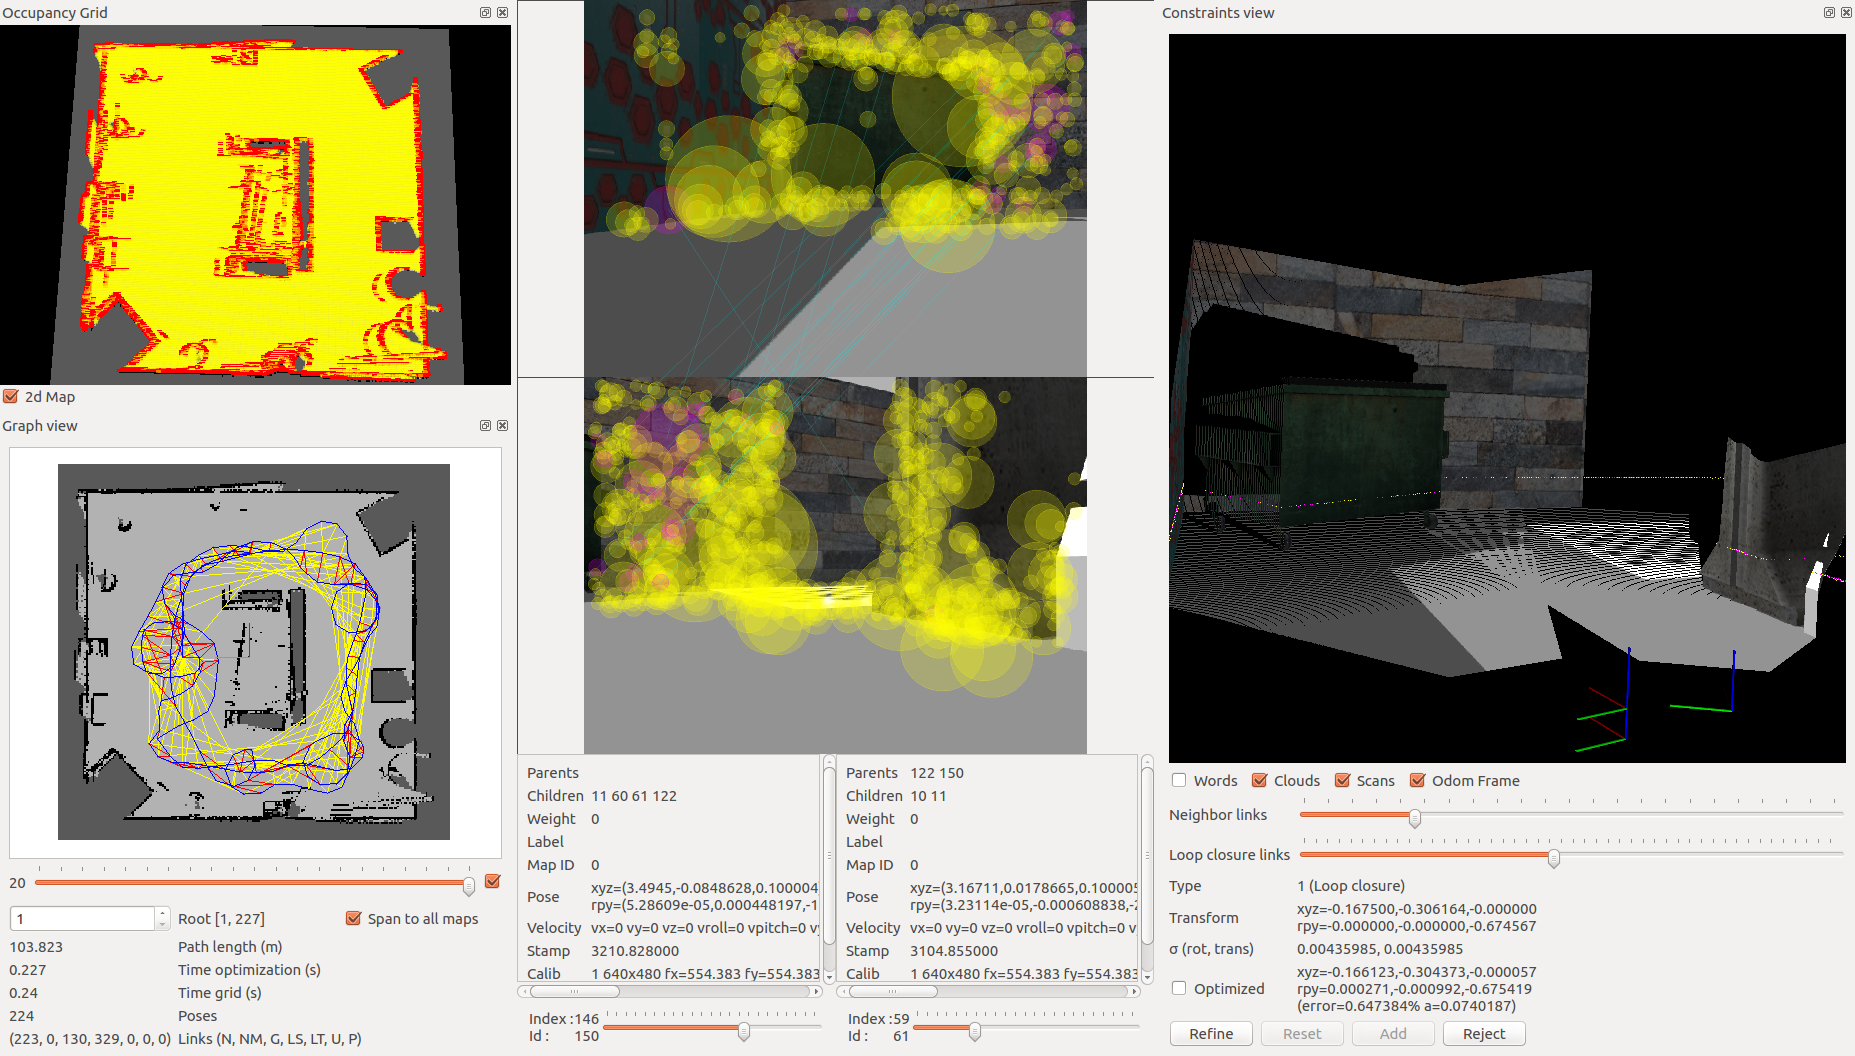 Occupancy Grid
2d Map
Graph view
20
1
Root [1, 227]
Span to all maps
103.823 Path length (m)
0.227 Time optimization (s)
0.24 Time grid (s)
224 Poses
(223, 0, 130, 329, 0, 0, 0) Links (N, NM, G, LS, LT, U, P)
Parents
Children 11 60 61 122
Weight 0
Label
Map ID 0
Pose xyz=(3.4945,-0.0848628,0.100004
rpy=(5.28609e-05,0.000448197,-1
Velocity vx=0 vy=0 vz=0 vroll=0 vpitch=0 vy
Stamp 3210.828000
Calib 1 640x480 fx=554.383 fy=554.383
Index :146
Id : 150
Parents 122 150
Children 10 11
Weight 0
Label
Map ID 0
Pose xyz=(3.16711,0.0178665,0.100005
rpy=(3.23114e-05,-0.000608838,-2
Velocity vx=0 vy=0 vz=0 vroll=0 vpitch=0 vy
Stamp 3104.855000
Calib 1 640x480 fx=554.383 fy=554.383
Index :59
Id : 61
Constraints view
Words Clouds Scans Odom Frame
Neighbor links
Loop closure links
Type 1 (Loop closure)
Transform xyz=-0.167500,-0.306164,-0.000000
rpy=-0.000000,-0.000000,-0.674567
σ (rot, trans) 0.00435985, 0.00435985
Optimized xyz=-0.166123,-0.304373,-0.000057
rpy=0.000271,-0.000992,-0.675419
(error=0.647384% a=0.0740187)
Refine Reset Add Reject